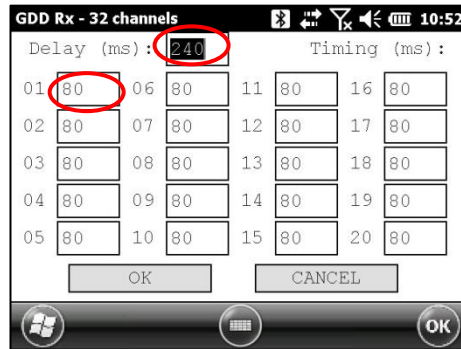 GDD Rx - 32 channels 10:52
Delay (ms): 240 Timing (ms):
01 80 06 80 11 80 16 80
02 80 07 80 12 80 17 80
03 80 08 80 13 80 18 80
04 80 09 80 14 80 19 80
05 80 10 80 15 80 20 80
OK CANCEL
OK